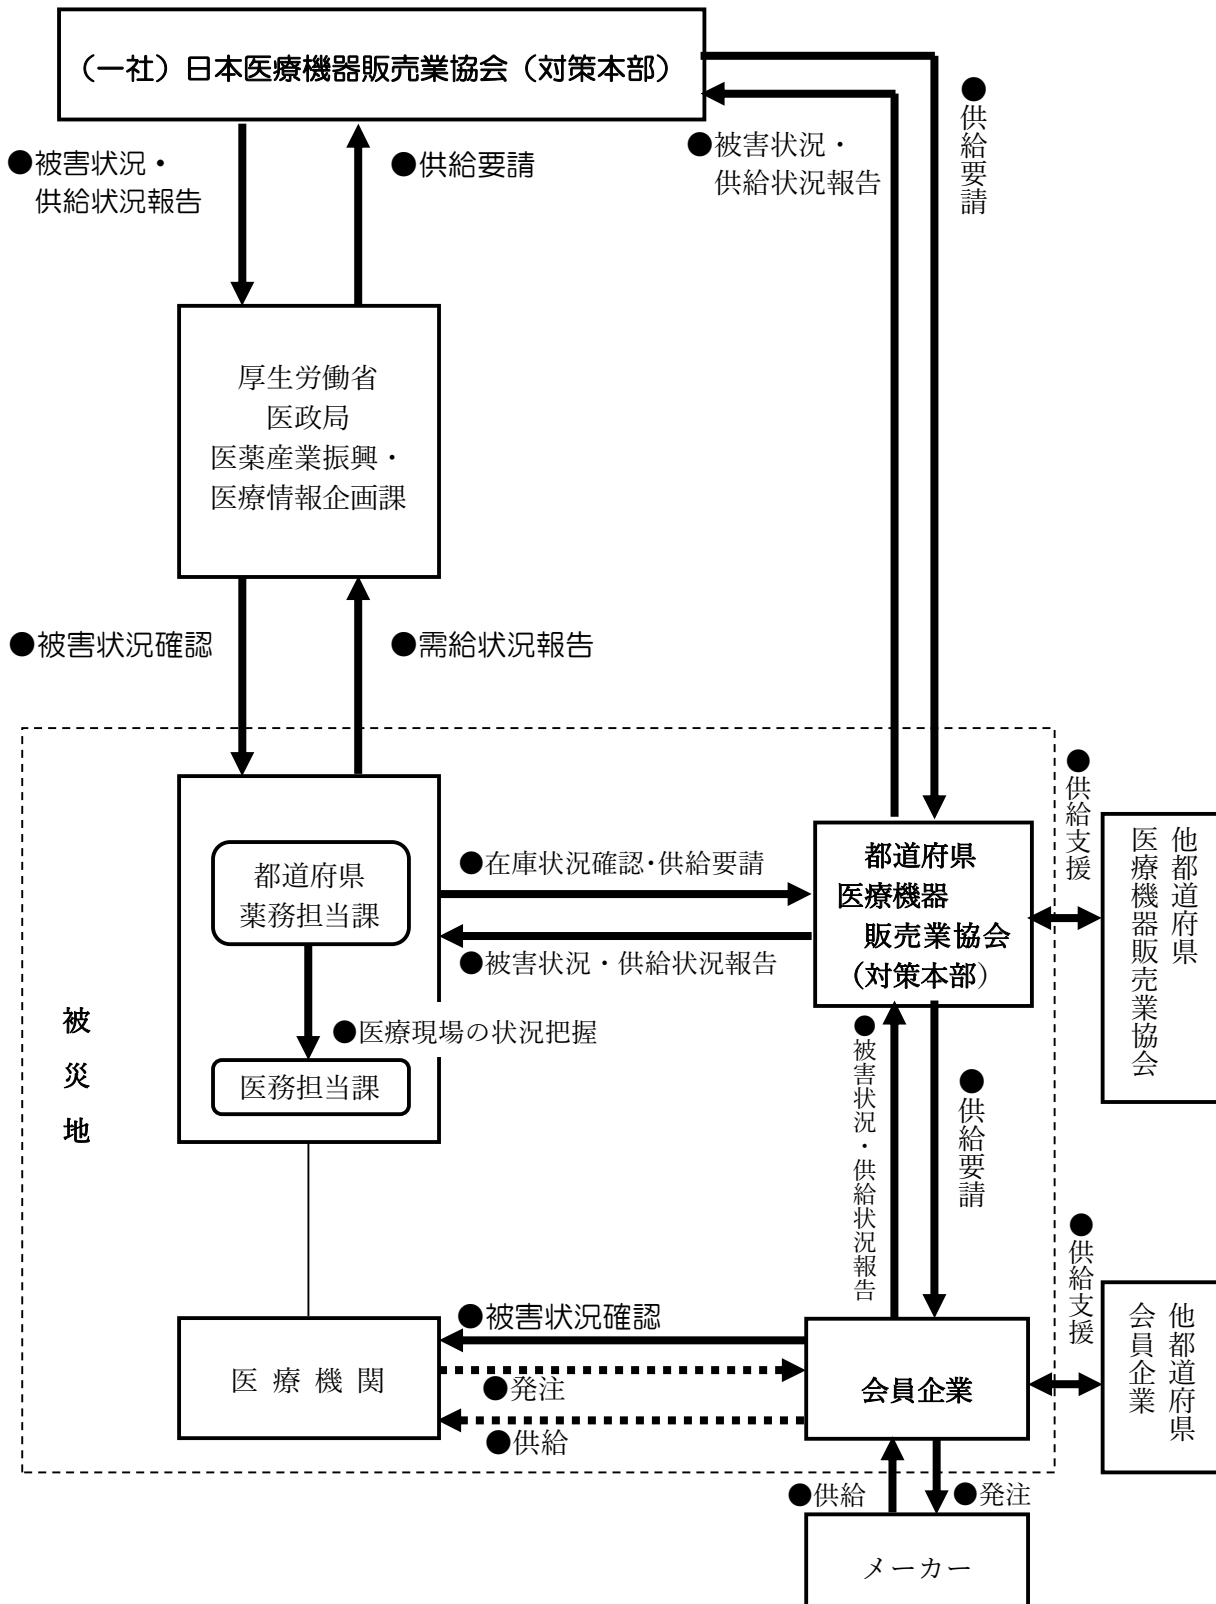 （一社）日本医療機器販売業協会（対策本部）
●被害状況・
供給状況報告
●供給要請
●被害状況・
供給状況報告
●供給要請
厚生労働省
医政局
医薬産業振興・
医療情報企画課
●被害状況確認
●需給状況報告
被災地
都道府県
薬務担当課
●医療現場の状況把握
医務担当課
●在庫状況確認・供給要請
●被害状況・供給状況報告
都道府県
医療機器
販売業協会
（対策本部）
●供給支援
他都道府県
医療機器販売業協会
●被害状況・供給状況報告
●供給要請
●供給支援
他都道府県
会員企業
医療機関
●被害状況確認
●発注
●供給
会員企業
●供給
●発注
メーカー